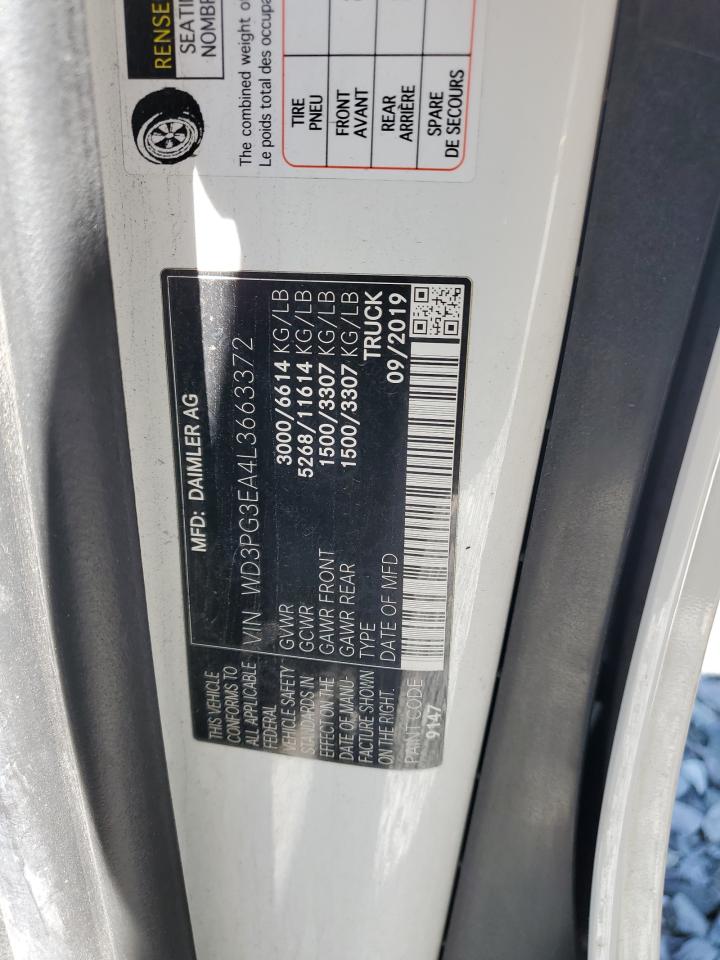 RENSE
SEATI
NOMBR
The combined weight of
Le poids total des occupa
TIRE
PNEU
FRONT
AVANT
REAR
ARRIÈRE
SPARE
DE SECOURS
MFD: DAIMLER AG
VIN WD3PG3EA4L3663372
THIS VEHICLE
CONFORMS TO
ALL APPLICABLE
FEDERAL
VEHICLE SAFETY
STANDARDS IN
EFFECT ON THE
DATE OF MANU-
FACTURE SHOWN
ON THE RIGHT.
GVWR 3000/6614 KG/LB
GCWR 5268/11614 KG/LB
GAWR FRONT 1500/3307 KG/LB
GAWR REAR 1500/3307 KG/LB
TYPE TRUCK
DATE OF MFD 09/2019
PAINT CODE
9147